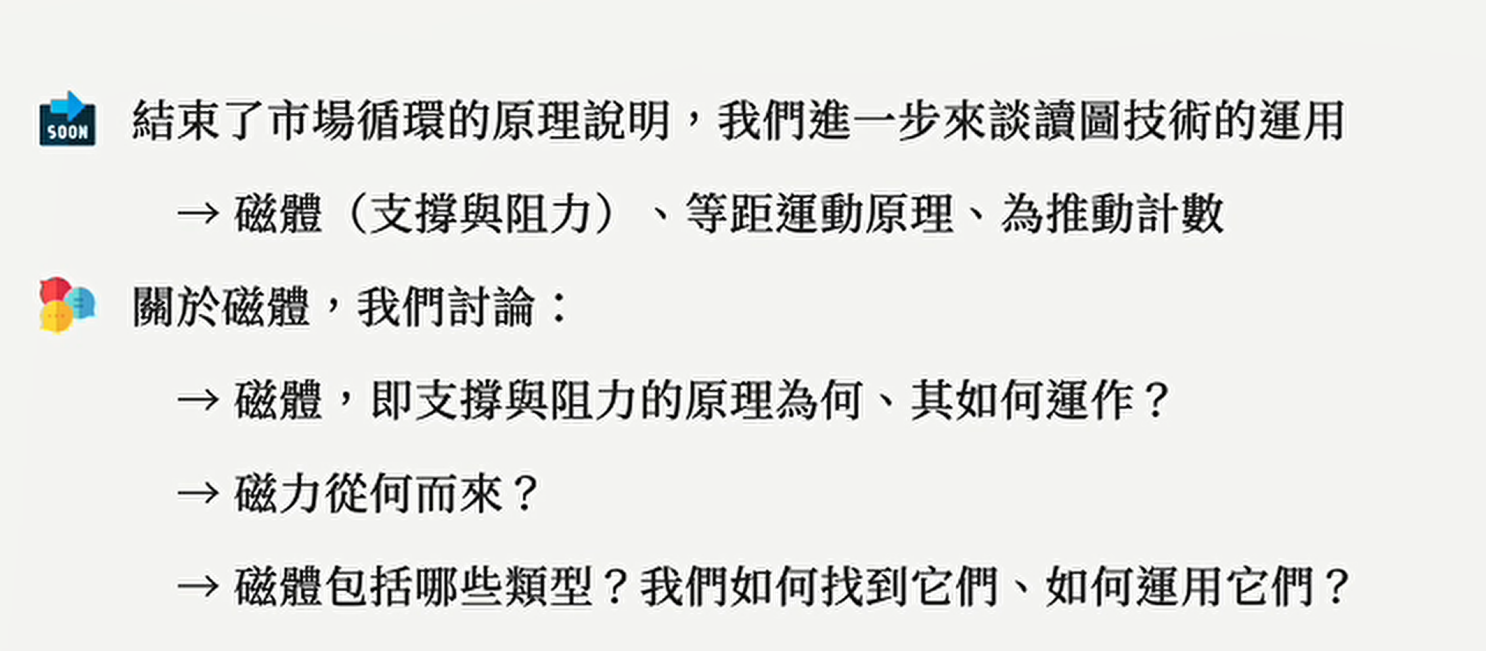 SOON
結束了市場循環的原理說明，我們進一步來談讀圖技術的運用
→ 磁體（支撐與阻力）、等距運動原理、為推動計數
關於磁體，我們討論：
→ 磁體，即支撐與阻力的原理為何、其如何運作？
→ 磁力從何而來？
→ 磁體包括哪些類型？我們如何找到它們、如何運用它們？